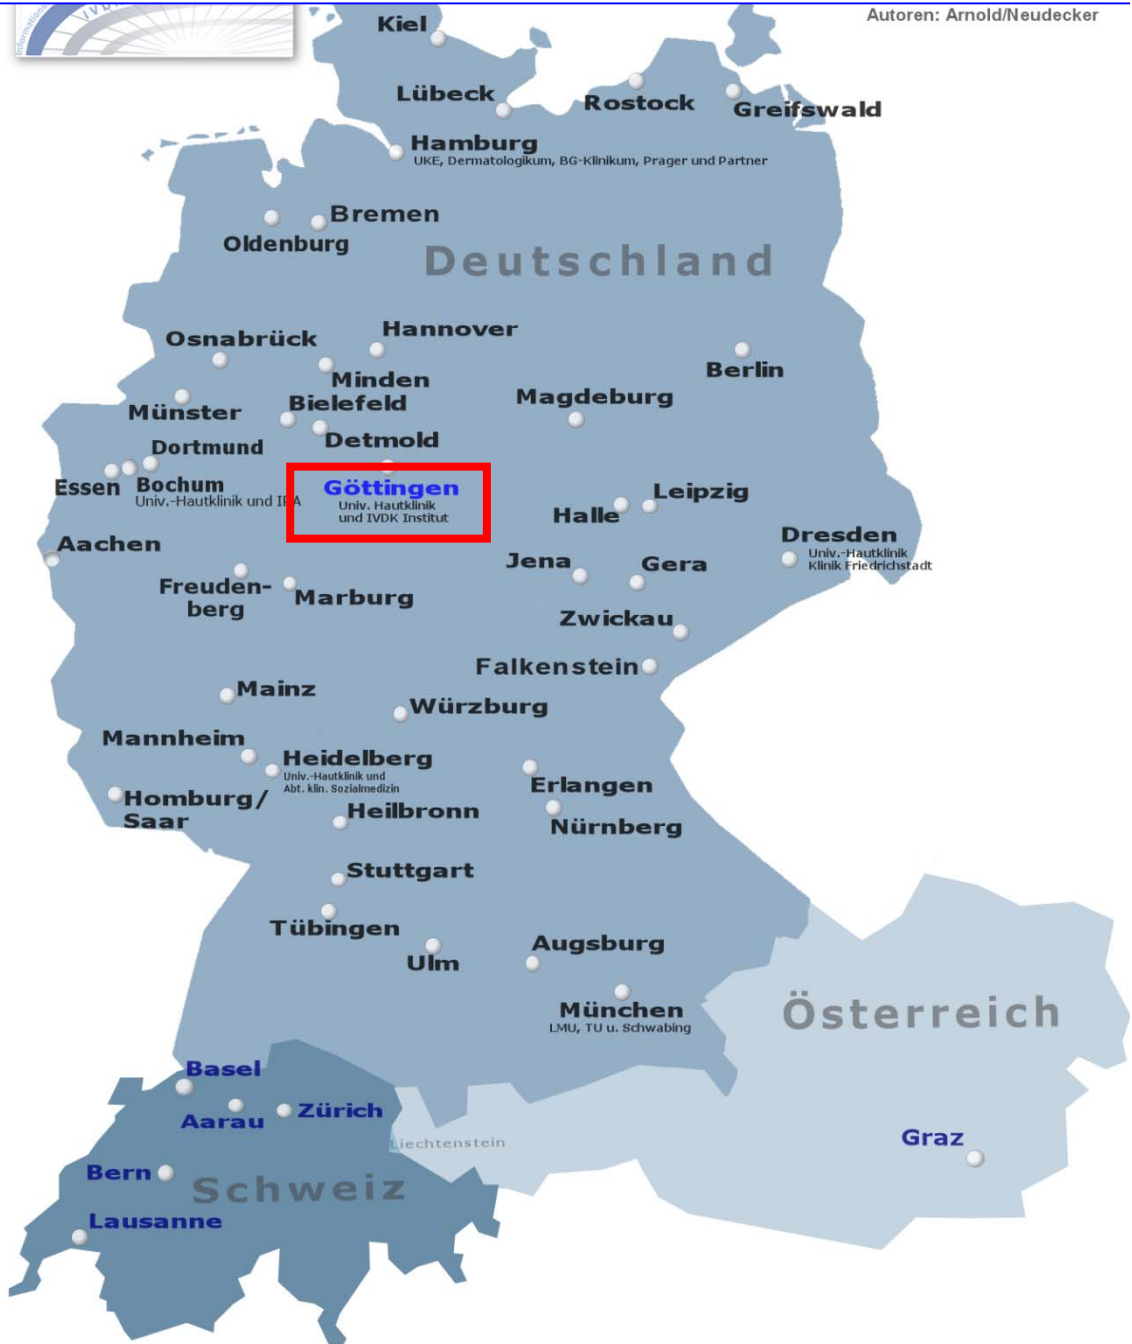 Informations
IVDK
Autoren: Arnold/Neudecker
Kiel
Lübeck
Rostock
Greifswald
Hamburg
UKE, Dermatologikum, BG-Klinikum, Prager und Partner
Bremen
Oldenburg
Deutschland
Hannover
Osnabrück
Berlin
Minden
Magdeburg
Bielefeld
Münster
Detmold
Dortmund
Essen
Bochum
Univ.-Hautklinik und IPA
Göttingen
Univ. Hautklinik
und IVDK Institut
Leipzig
Halle
Dresden
Univ.-Hautklinik
Klinik Friedrichstadt
Aachen
Jena
Gera
Freuden-
berg
Marburg
Zwickau
Falkenstein
Mainz
Würzburg
Mannheim
Heidelberg
Univ.-Hautklinik und
Abt. klin. Sozialmedizin
Erlangen
Homburg/
Saar
Heilbronn
Nürnberg
Stuttgart
Tübingen
Augsburg
Ulm
München
LMU, TU u. Schwabing
Österreich
Basel
Aarau
Zürich
Liechtenstein
Graz
Bern
Schweiz
Lausanne